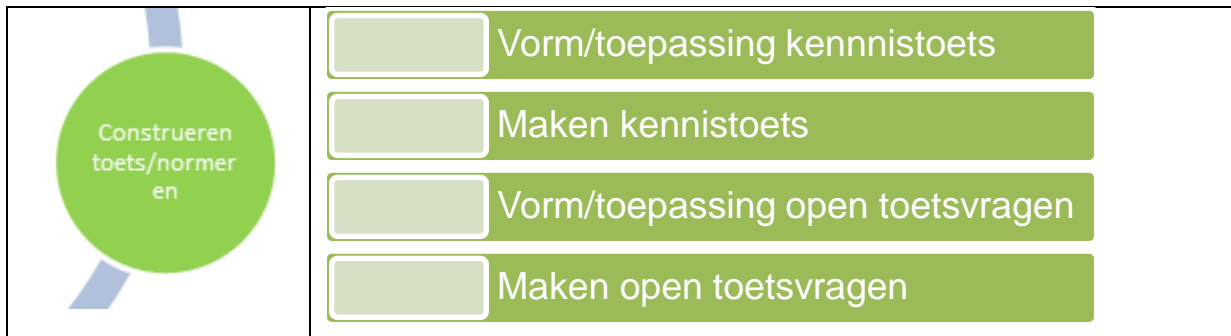 Construeren
toets/normer
en
Vorm/toepassing kennnistoets
Maken kennistoets
Vorm/toepassing open toetsvragen
Maken open toetsvragen